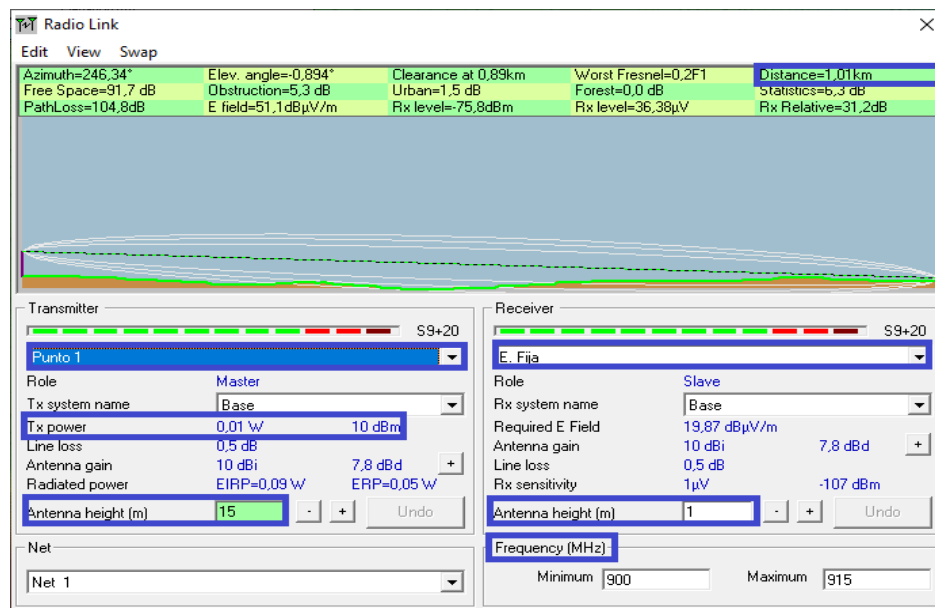 Radio Link
Edit View Swap
Azimuth=246,34° Elev. angle=-0,894° Clearance at 0,89km Worst Fresnel=0,2F1 Distance=1,01km
Free Space=91,7 dB Obstruction=5,3 dB Urban=1,5 dB Forest=0,0 dB Statistics=6,3 dB
PathLoss=104,8dB E field=51,1dBμV/m Rx level=-75,8dBm Rx level=36,38μV Rx Relative=31,2dB
Transmitter
S9+20
Punto 1
Role Master
Tx system name Base
Tx power 0,01 W 10 dBm
Line loss 0,5 dB
Antenna gain 10 dBi 7,8 dBd +
Radiated power EIRP=0,09 W ERP=0,05 W
Antenna height (m) 15 - + Undo
Net
Net 1
Receiver
S9+20
E. Fija
Role Slave
Rx system name Base
Required E Field 19,87 dBμV/m
Antenna gain 10 dBi 7,8 dBd +
Line loss 0,5 dB
Rx sensitivity 1μV -107 dBm
Antenna height (m) 1 - + Undo
Frequency (MHz)
Minimum 900 Maximum 915